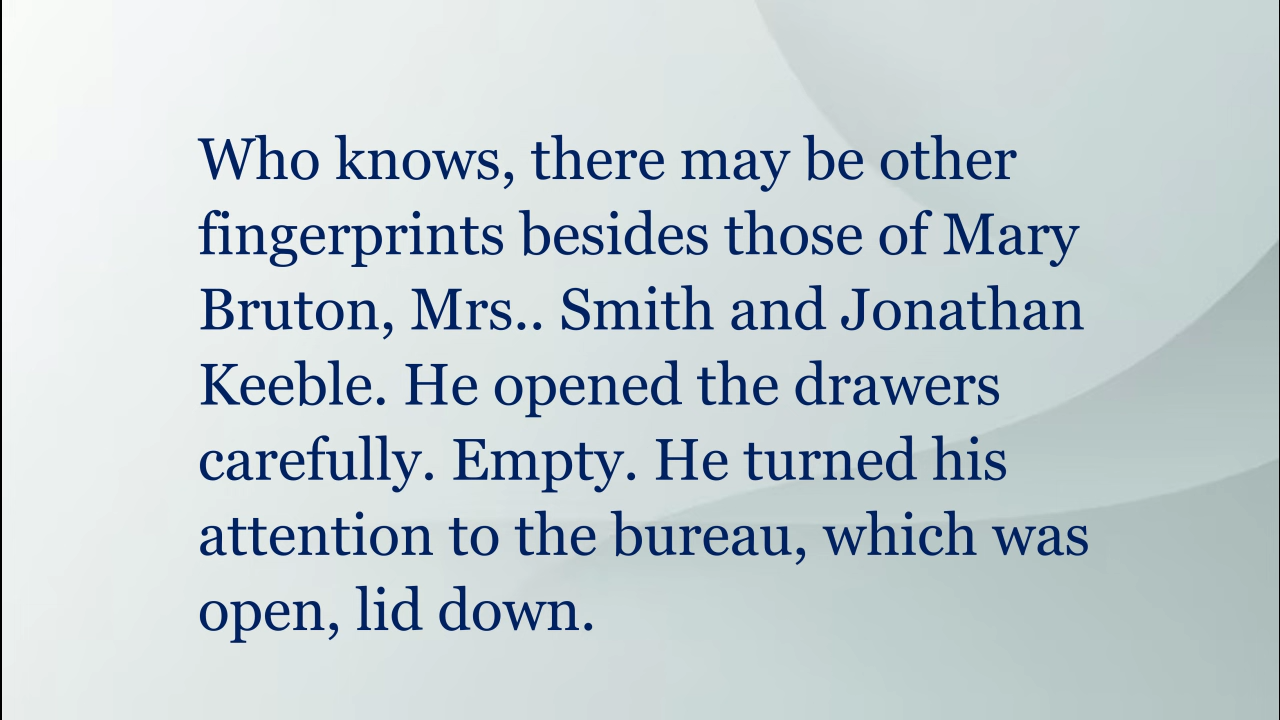 Who knows, there may be other
fingerprints besides those of Mary
Bruton, Mrs.. Smith and Jonathan
Keeble. He opened the drawers
carefully. Empty. He turned his
attention to the bureau, which was
open, lid down.